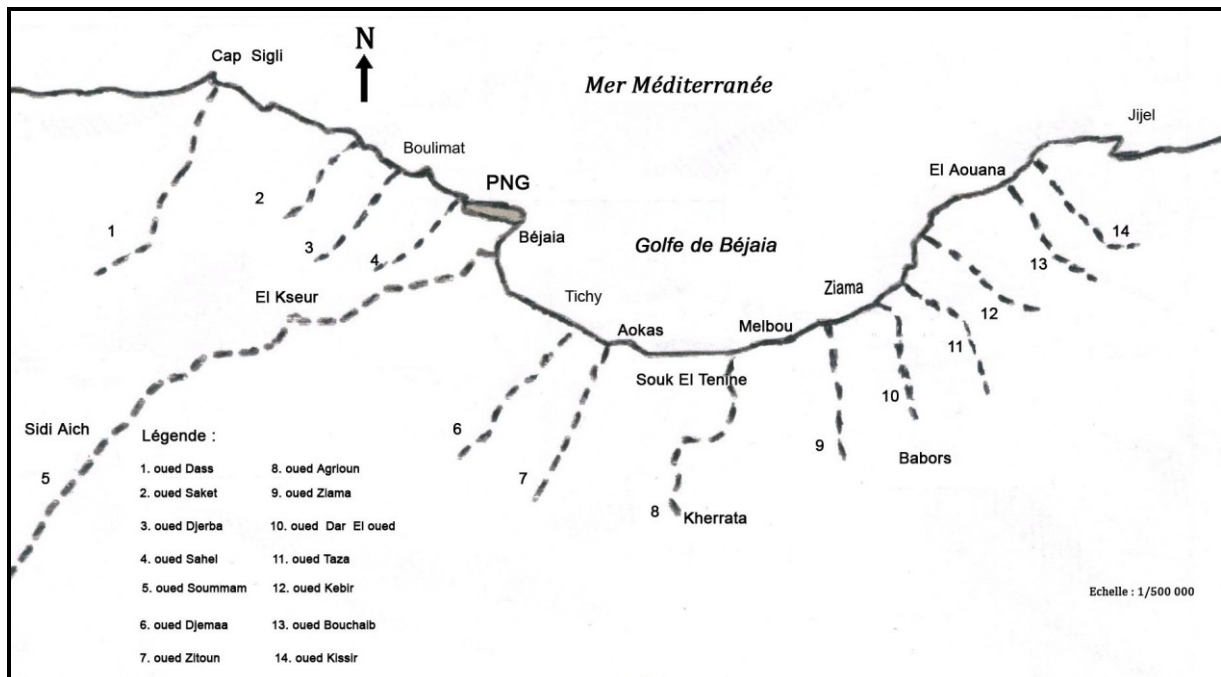 Cap Sigli
N
Mer Méditerranée
Jijel
Boulimat
El Aouana
PNG
2
1
3
4
Béjaia
Golfe de Béjaia
14
13
El Kseur
Tichy
Ziama
12
Aokas
Melbou
11
Souk El Tenine
10
Sidi Aich
6
9
Babors
5
7
8
Kherrata
Légende :
1. oued Dass
2. oued Saket
3. oued Djerba
4. oued Sahel
5. oued Soummam
6. oued Djemaa
7. oued Zitoun
8. oued Agrioun
9. oued Ziama
10. oued Dar El oued
11. oued Taza
12. oued Kebir
13. oued Bouchaib
14. oued Kissir
Echelle : 1/500 000